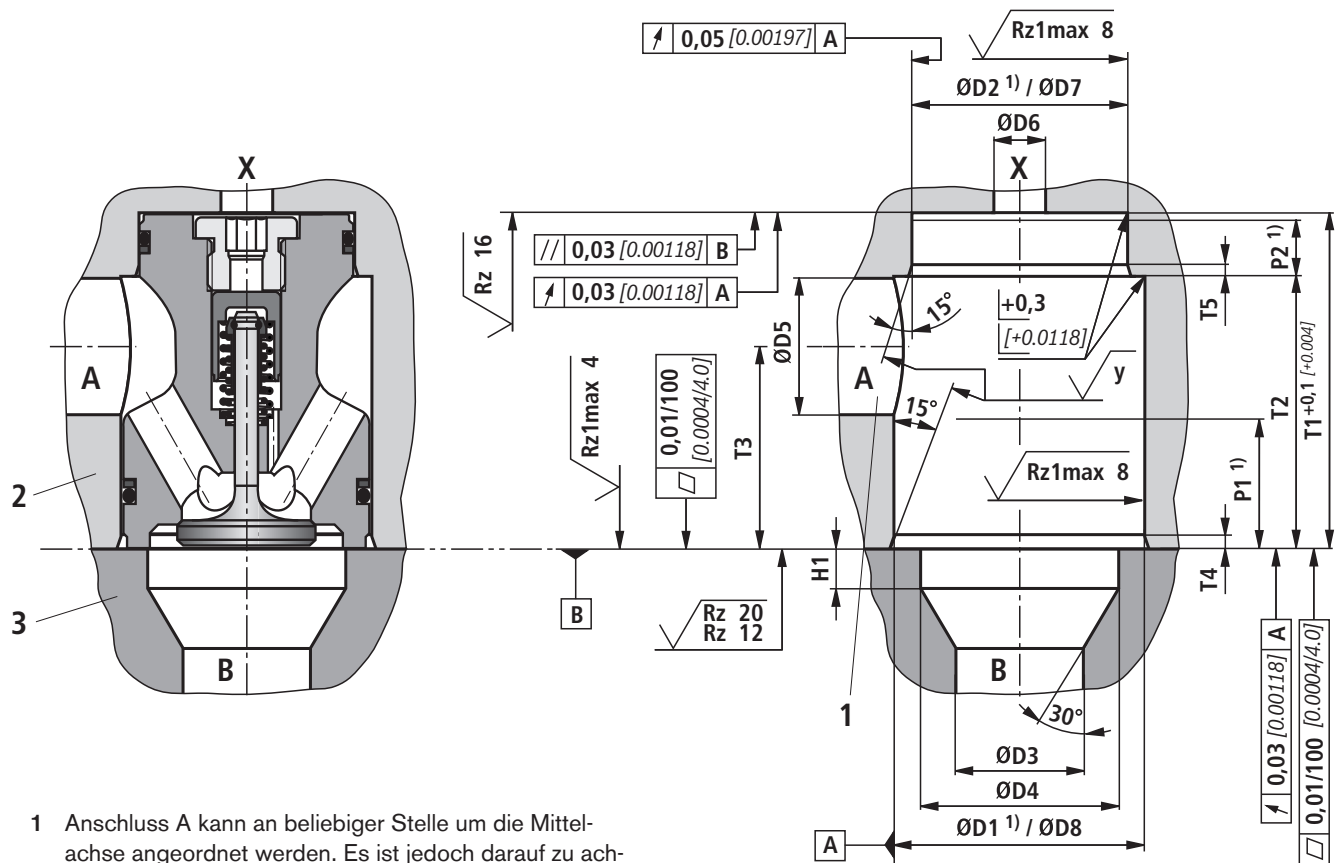 0,05 [0.00197] A
Rz1max 8
ØD2 1) / ØD7
ØD6
X
X
Rz 16
// 0,03 [0.00118] B
0,03 [0.00118] A
P2 1)
T5
15°
+0,3
[+0.0118]
ØD5
A
A
y
15°
Rz1max 4
0,01/100
[0.0004/4.0]
T3
T2
T1+0,1 [+0.004]
P1 1)
Rz1max 8
2
3
H1
T4
B
Rz 20
Rz 12
B
B
1
30°
ØD3
ØD4
ØD1 1) / ØD8
A
0,03 [0.00118] A
0,01/100 [0.0004/4.0]
1 Anschluss A kann an beliebiger Stelle um die Mittel-
achse angeordnet werden. Es ist jedoch darauf zu ach-